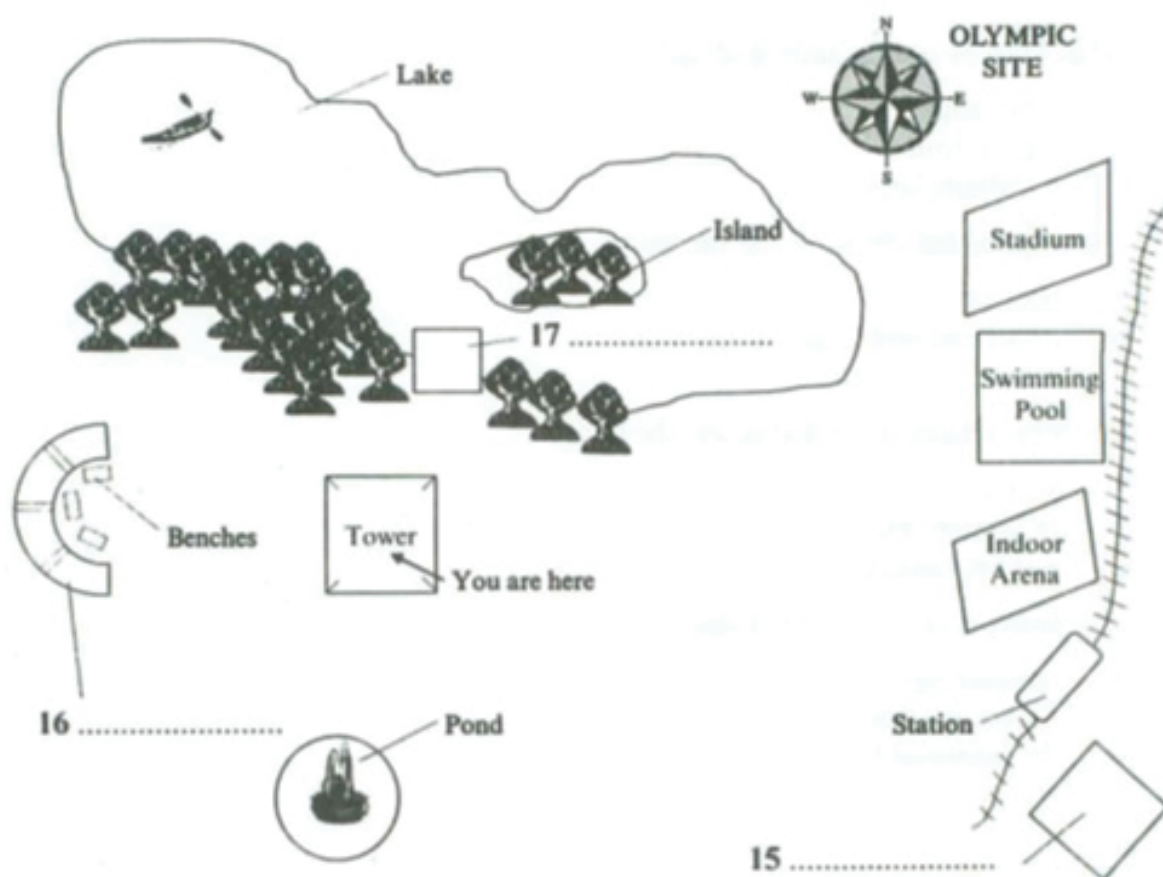 N
OLYMPIC
SITE
W
E
S
Lake
Stadium
Island
17 ..............................
Swimming
Pool
Benches
Tower
You are here
Indoor
Arena
Station
16 ..............................
Pond
15 ..............................